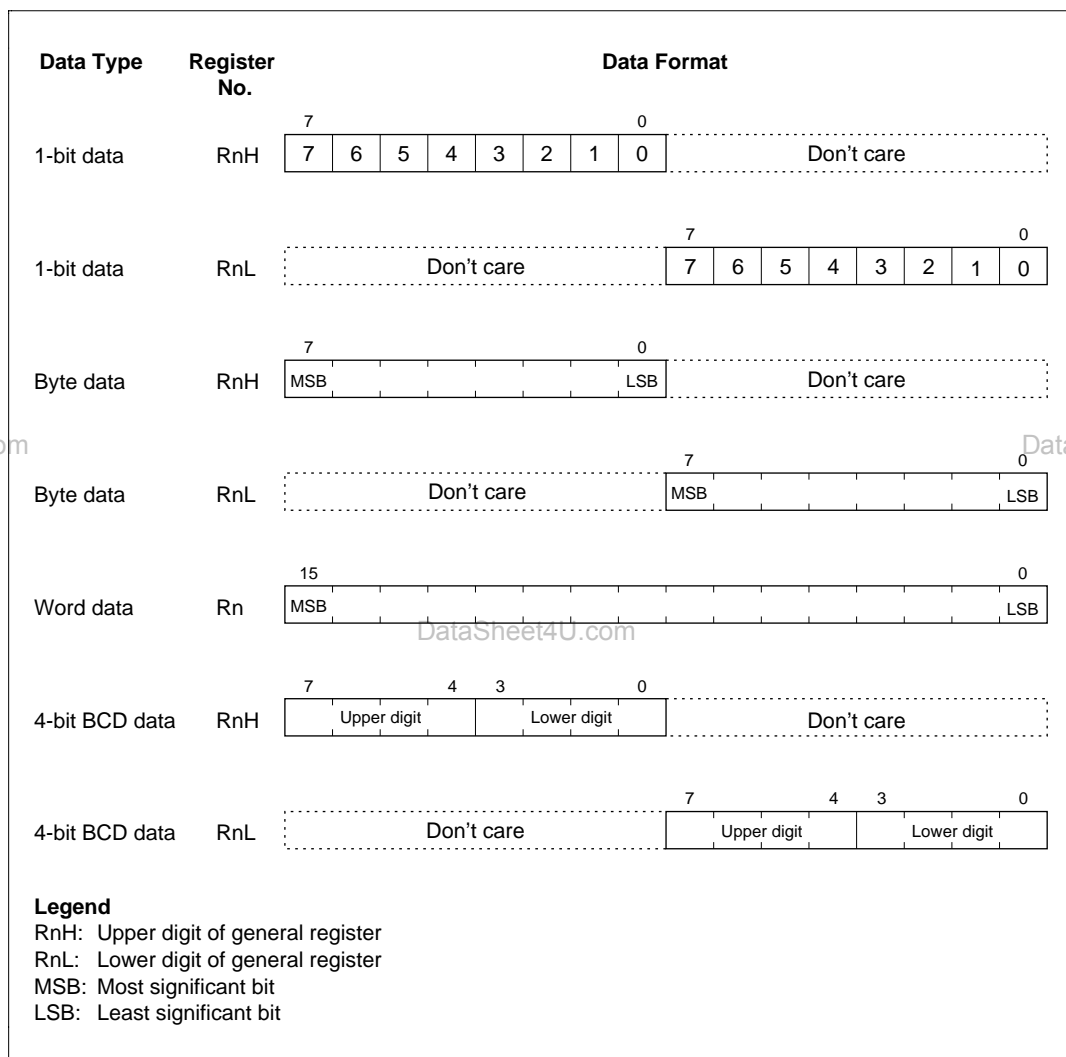 Data Type Register No. Data Format
7 0
1-bit data RnH 7 6 5 4 3 2 1 0 Don't care
7 0
1-bit data RnL Don't care 7 6 5 4 3 2 1 0
7 0
Byte data RnH MSB LSB Don't care
om Data
7 0
Byte data RnL Don't care MSB LSB
15 0
Word data Rn MSB LSB
DataSheet4U.com
7 4 3 0
4-bit BCD data RnH Upper digit Lower digit Don't care
7 4 3 0
4-bit BCD data RnL Don't care Upper digit Lower digit
Legend
RnH: Upper digit of general register
RnL: Lower digit of general register
MSB: Most significant bit
LSB: Least significant bit